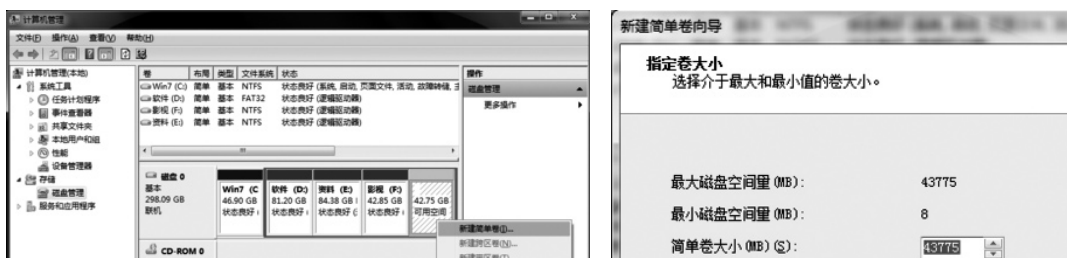 计算机管理
文件(F) 操作(A) 查看(V) 帮助(H)
计算机管理(本地)
系统工具
任务计划程序
事件查看器
共享文件夹
本地用户和组
性能
设备管理器
存储
磁盘管理
服务和应用程序
卷 布局 类型 文件系统 状态
Win7 (C:) 简单 基本 NTFS 状态良好 (系统, 启动, 页面文件, 活动, 故障转储, 主
软件 (D:) 简单 基本 FAT32 状态良好 (逻辑驱动器)
影视 (F:) 简单 基本 NTFS 状态良好 (逻辑驱动器)
资料 (E:) 简单 基本 NTFS 状态良好 (逻辑驱动器)
操作
磁盘管理
更多操作
磁盘 0
基本
298.09 GB
联机
Win7 (C
46.90 GB
状态良好
软件 (D:)
81.20 GB
状态良好
资料 (E:)
84.38 GB
状态良好 (
影视 (F:)
42.85 GB
状态良好
42.75 GB
可用空间
新建简单卷(I)...
新建跨区卷(N)...
新建带区卷(T)...
CD-ROM 0
新建简单卷向导
指定卷大小
选择介于最大和最小值的卷大小。
最大磁盘空间量(MB): 43775
最小磁盘空间量(MB): 8
简单卷大小(MB)(S): 43775